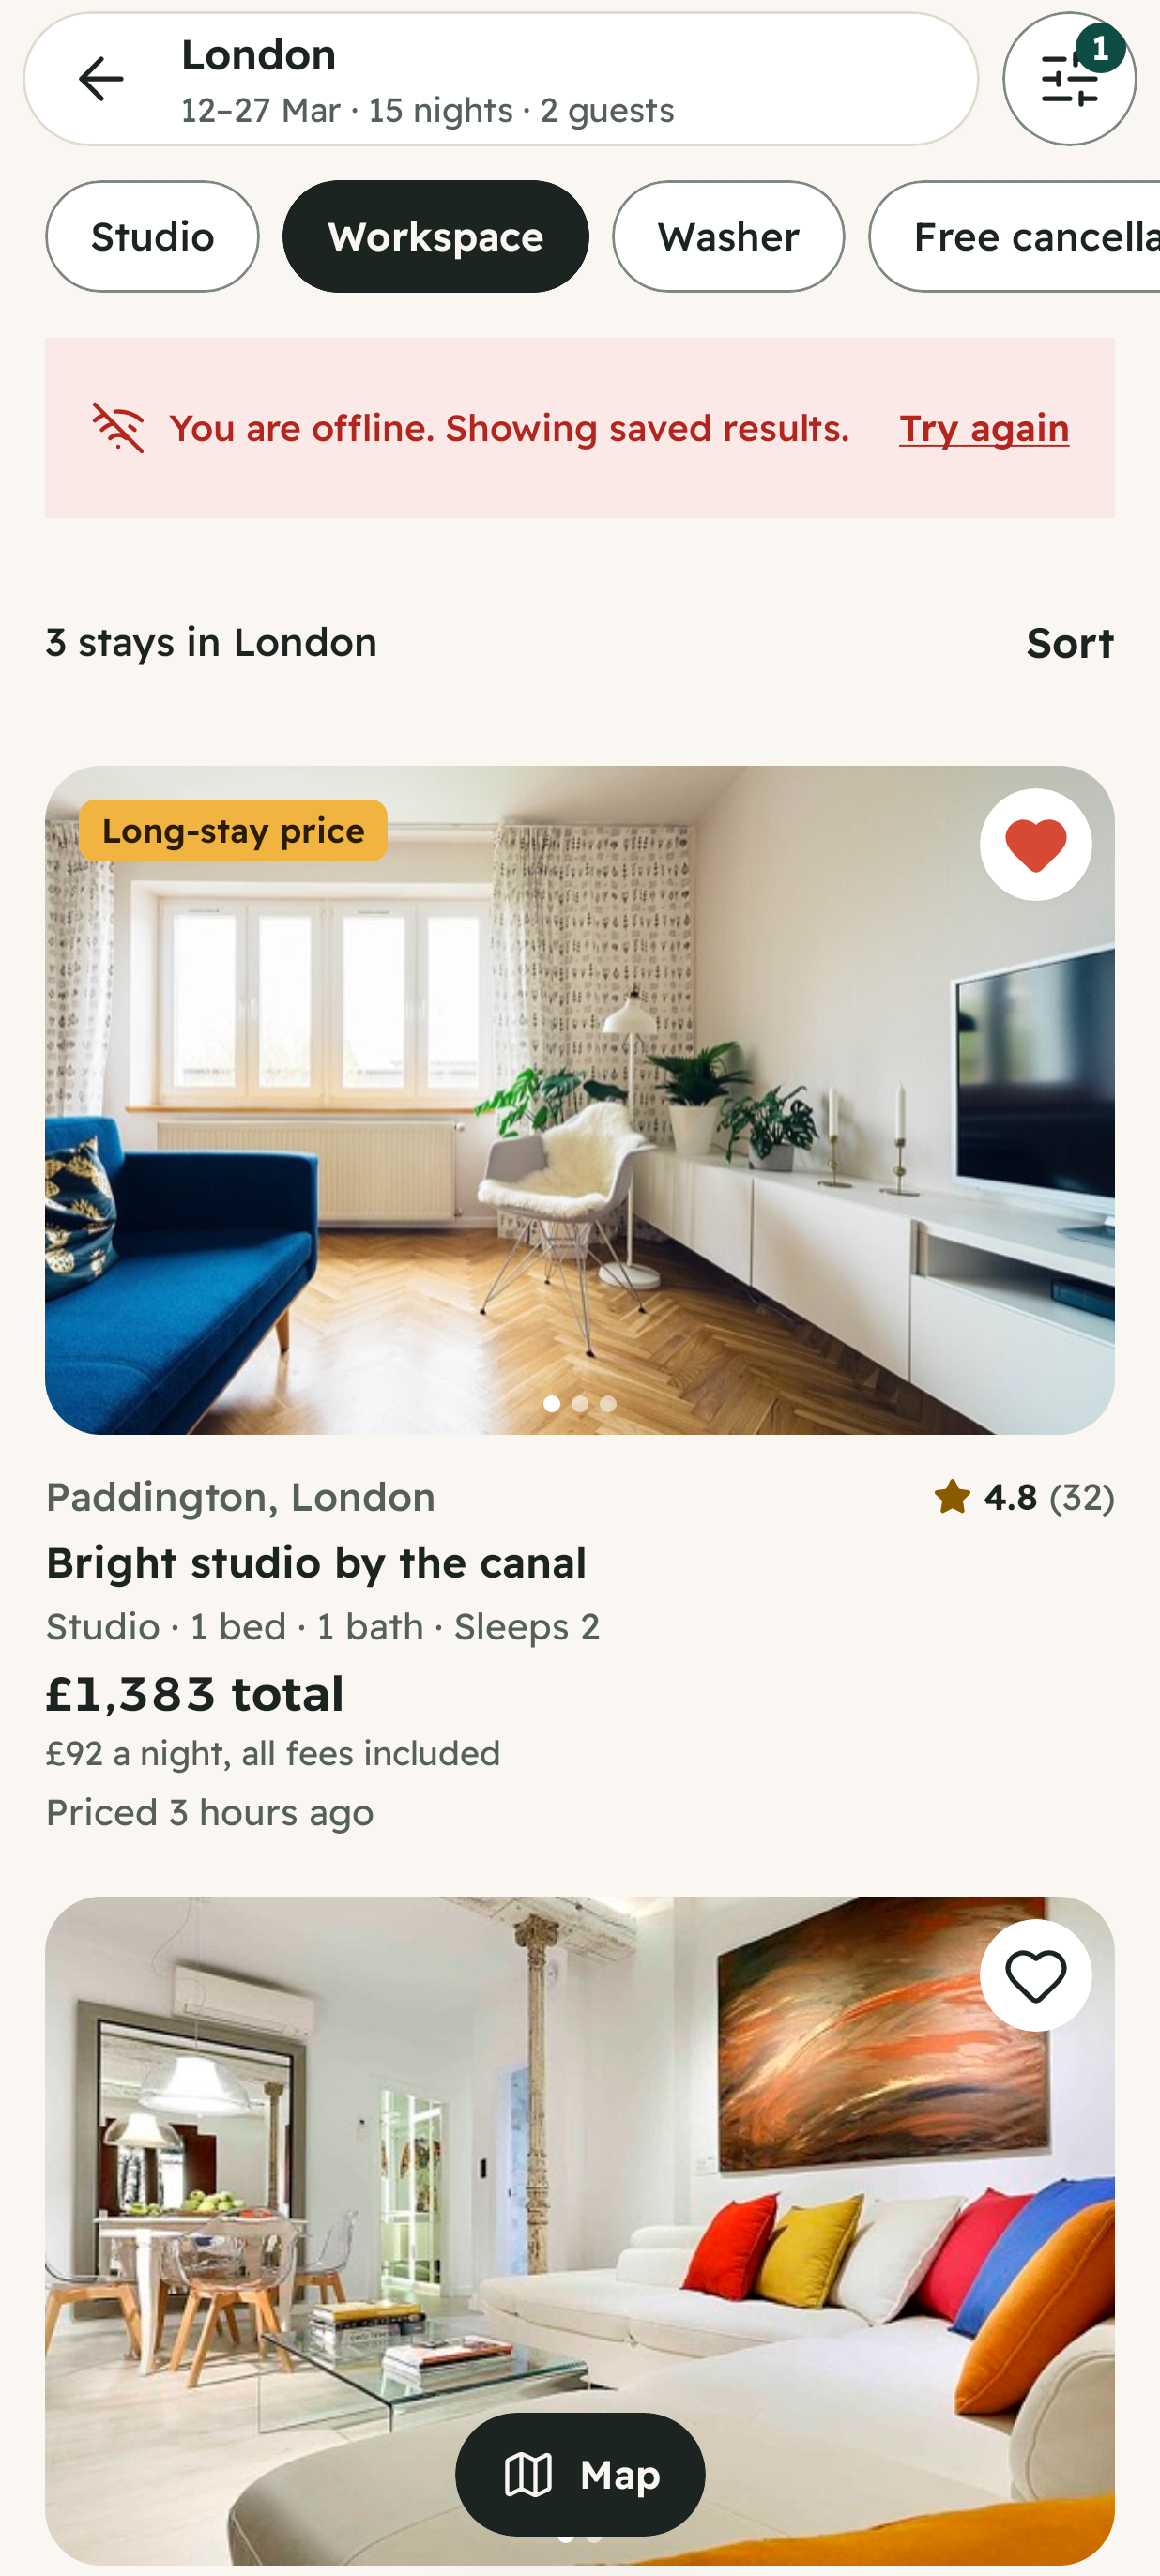 London
12–27 Mar · 15 nights · 2 guests
1
Studio
Workspace
Washer
Free cancella
You are offline. Showing saved results.
Try again
3 stays in London
Sort
Long-stay price
Paddington, London
4.8 (32)
Bright studio by the canal
Studio · 1 bed · 1 bath · Sleeps 2
£1,383 total
£92 a night, all fees included
Priced 3 hours ago
Map